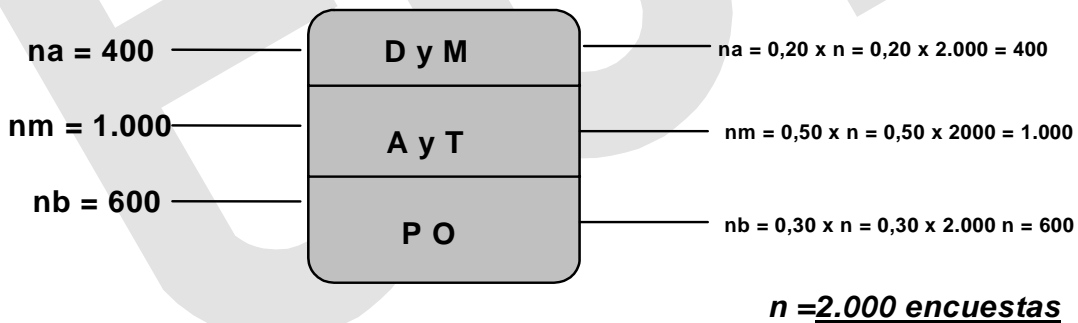 na = 400
D y M
na = 0,20 x n = 0,20 x 2.000 = 400
nm = 1.000
A y T
nm = 0,50 x n = 0,50 x 2000 = 1.000
nb = 600
P O
nb = 0,30 x n = 0,30 x 2.000 n = 600
n =2.000 encuestas